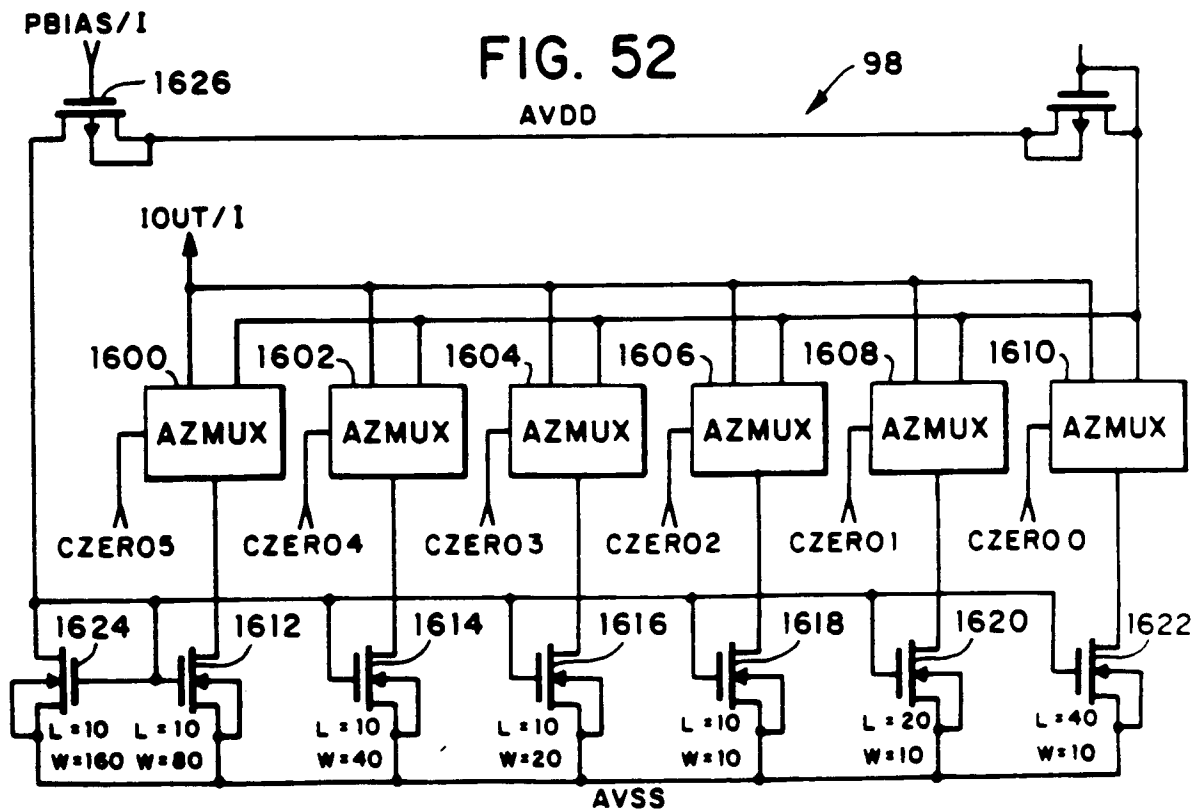 PBIAS/I
FIG. 52
1626
98
AVDD
IOUT/I
1600
1602
1604
1606
1608
1610
AZMUX
AZMUX
AZMUX
AZMUX
AZMUX
AZMUX
CZERO5
CZERO4
CZERO3
CZERO2
CZERO1
CZERO0
1624
1612
1614
1616
1618
1620
1622
L=10
W=160
L=10
W=80
L=10
W=40
L=10
W=20
L=10
W=10
L=20
W=10
L=40
W=10
AVSS